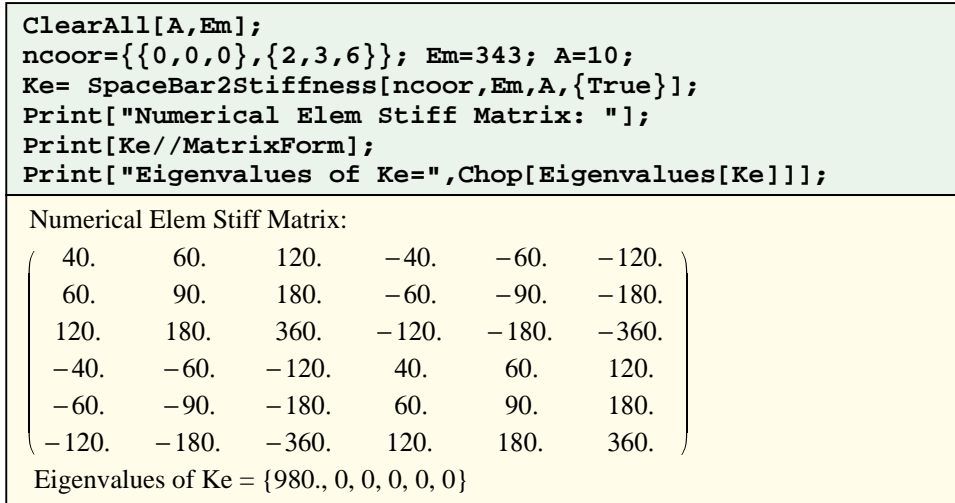 ClearAll[A,Em];
ncoor={{0,0,0},{2,3,6}}; Em=343; A=10;
Ke= SpaceBar2Stiffness[ncoor,Em,A,{True}];
Print["Numerical Elem Stiff Matrix: "];
Print[Ke//MatrixForm];
Print["Eigenvalues of Ke=",Chop[Eigenvalues[Ke]]];
Numerical Elem Stiff Matrix:
40. 60. 120. −40. −60. −120.
60. 90. 180. −60. −90. −180.
120. 180. 360. −120. −180. −360.
−40. −60. −120. 40. 60. 120.
−60. −90. −180. 60. 90. 180.
−120. −180. −360. 120. 180. 360.
Eigenvalues of Ke = {980., 0, 0, 0, 0, 0}